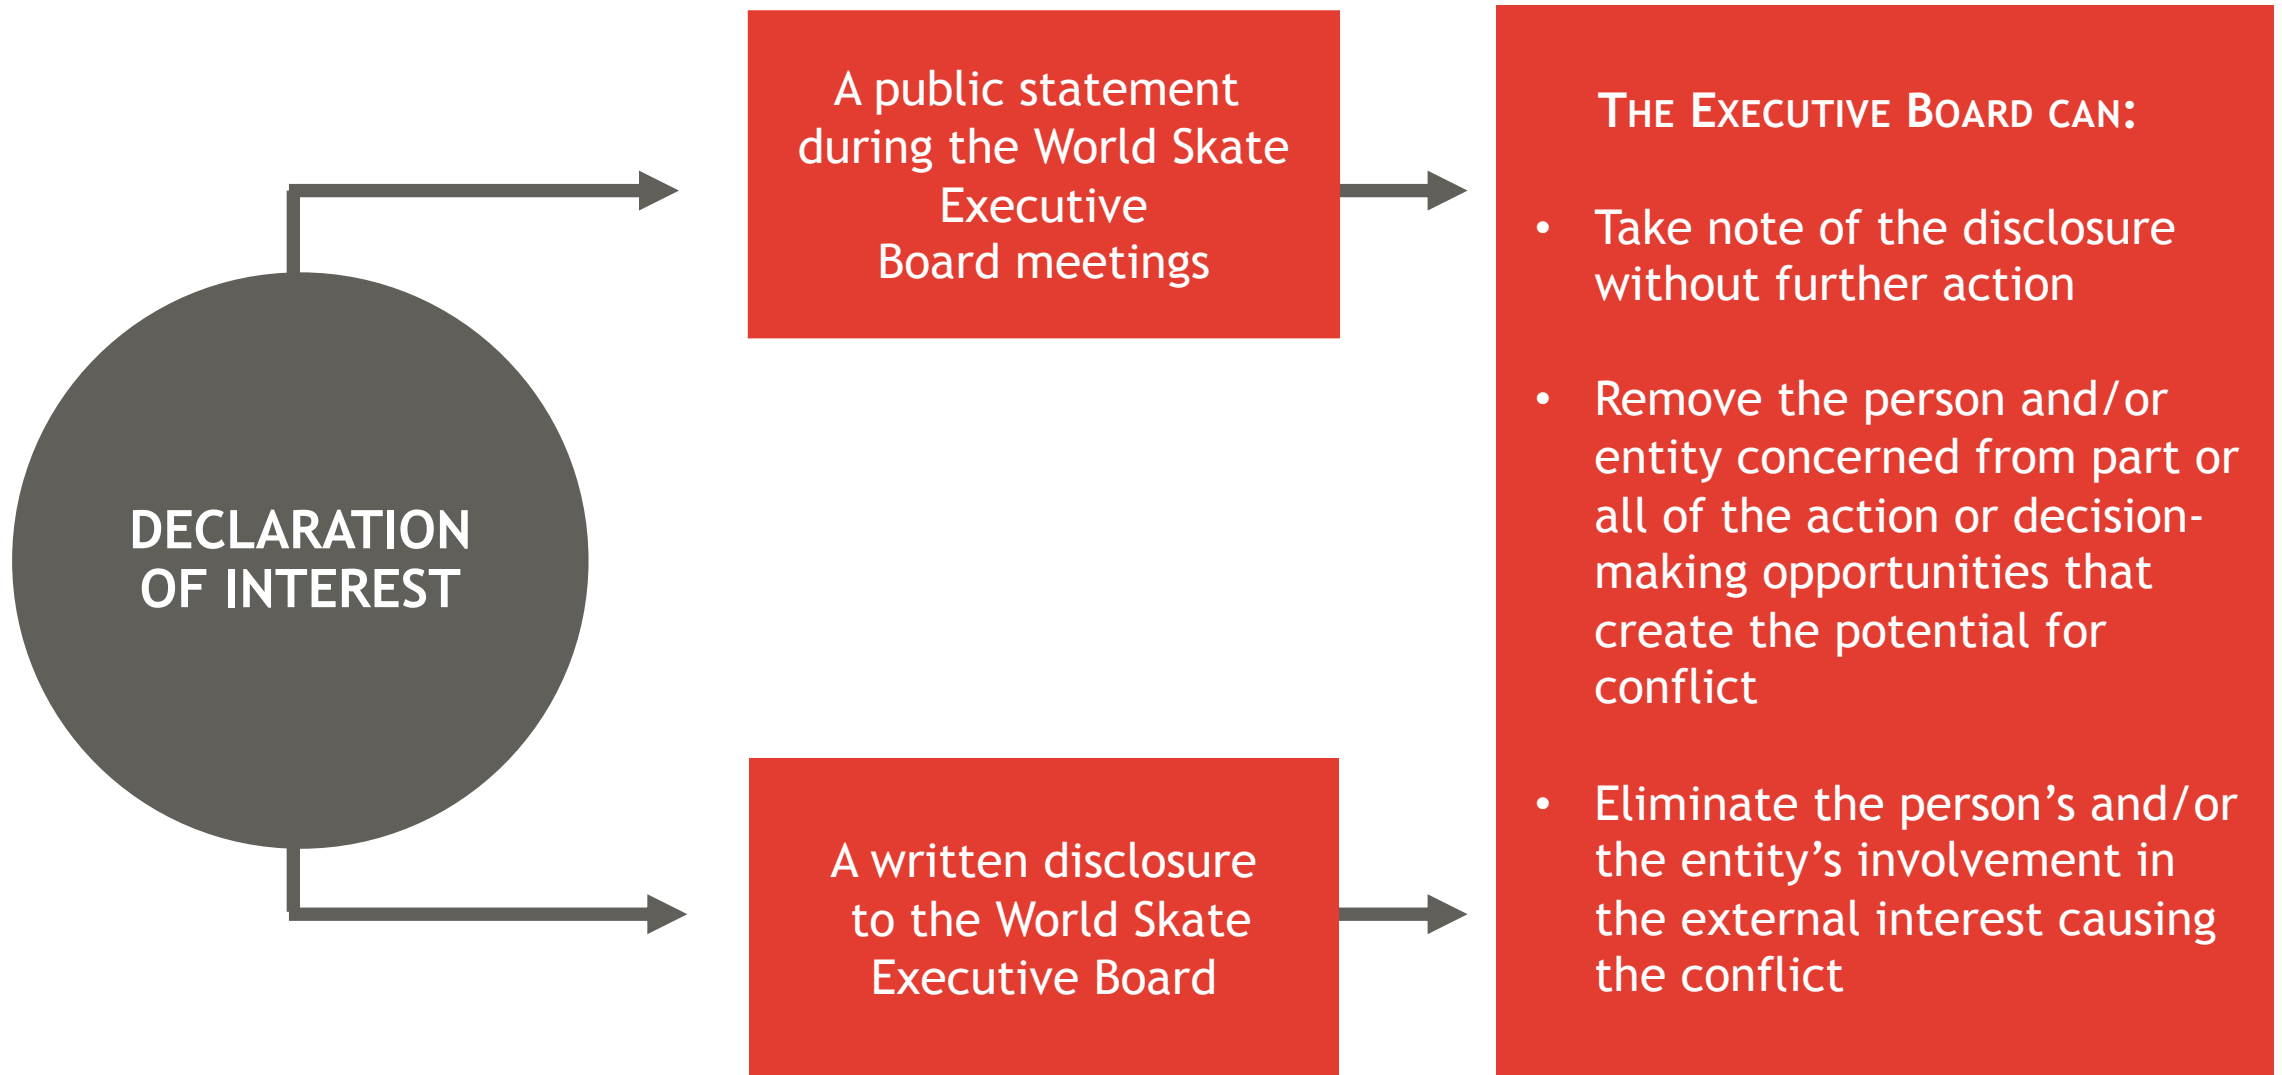 DECLARATION
OF INTEREST
A public statement
during the World Skate
Executive
Board meetings
A written disclosure
to the World Skate
Executive Board
THE EXECUTIVE BOARD CAN:
• Take note of the disclosure
without further action
• Remove the person and/or
entity concerned from part or
all of the action or decision-
making opportunities that
create the potential for
conflict
• Eliminate the person’s and/or
the entity’s involvement in
the external interest causing
the conflict